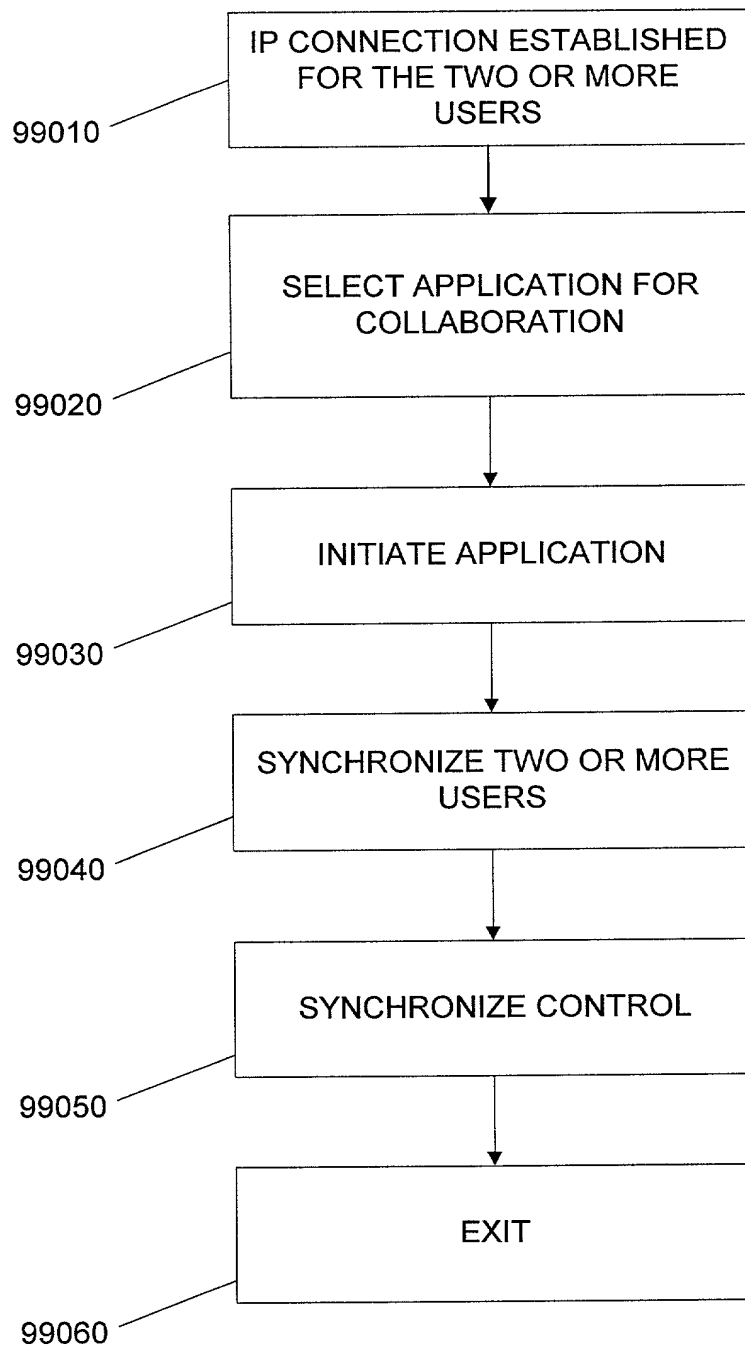 IP CONNECTION ESTABLISHED
FOR THE TWO OR MORE
USERS
99010
SELECT APPLICATION FOR
COLLABORATION
99020
INITIATE APPLICATION
99030
SYNCHRONIZE TWO OR MORE
USERS
99040
SYNCHRONIZE CONTROL
99050
EXIT
99060